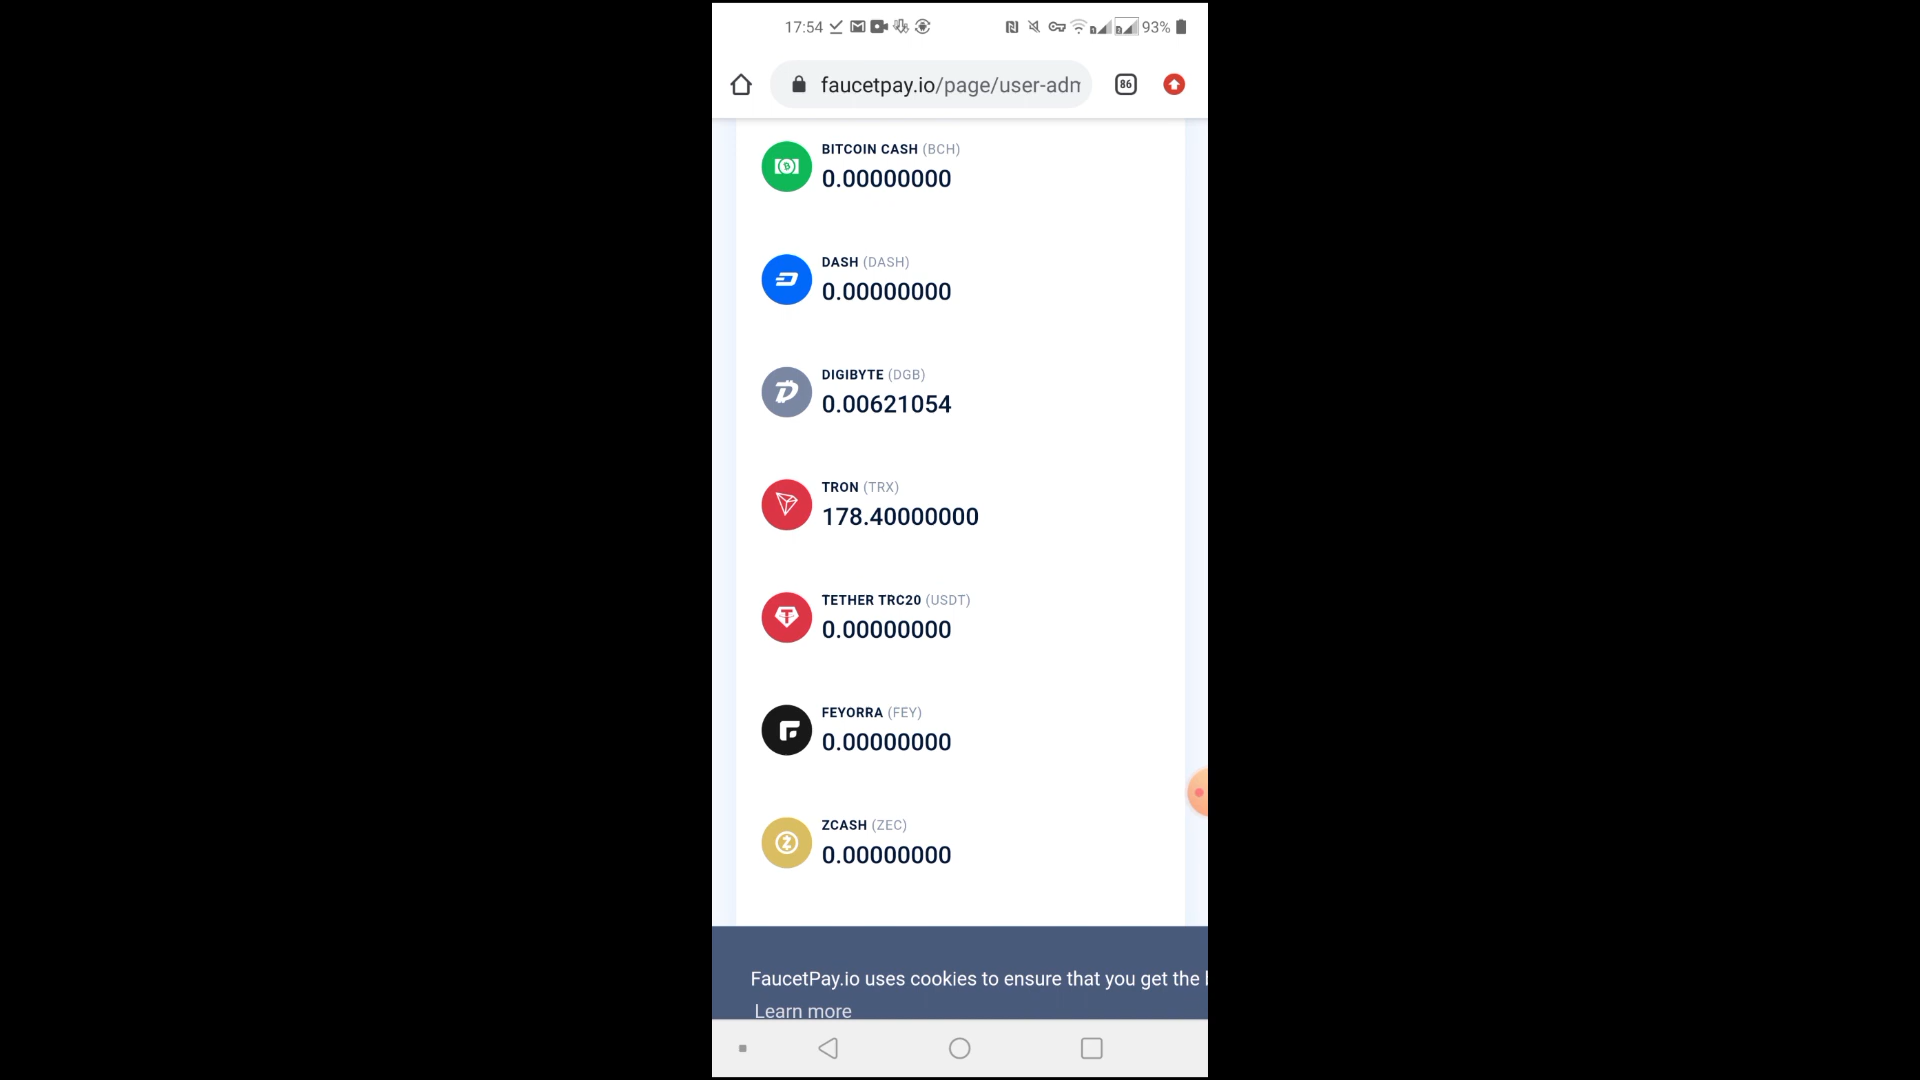 17:54 93%
faucetpay.io/page/user-adm 86
BITCOIN CASH (BCH)
0.00000000
DASH (DASH)
0.00000000
DIGIBYTE (DGB)
0.00621054
TRON (TRX)
178.40000000
TETHER TRC20 (USDT)
0.00000000
FEYORRA (FEY)
0.00000000
ZCASH (ZEC)
0.00000000
FaucetPay.io uses cookies to ensure that you get the
Learn more